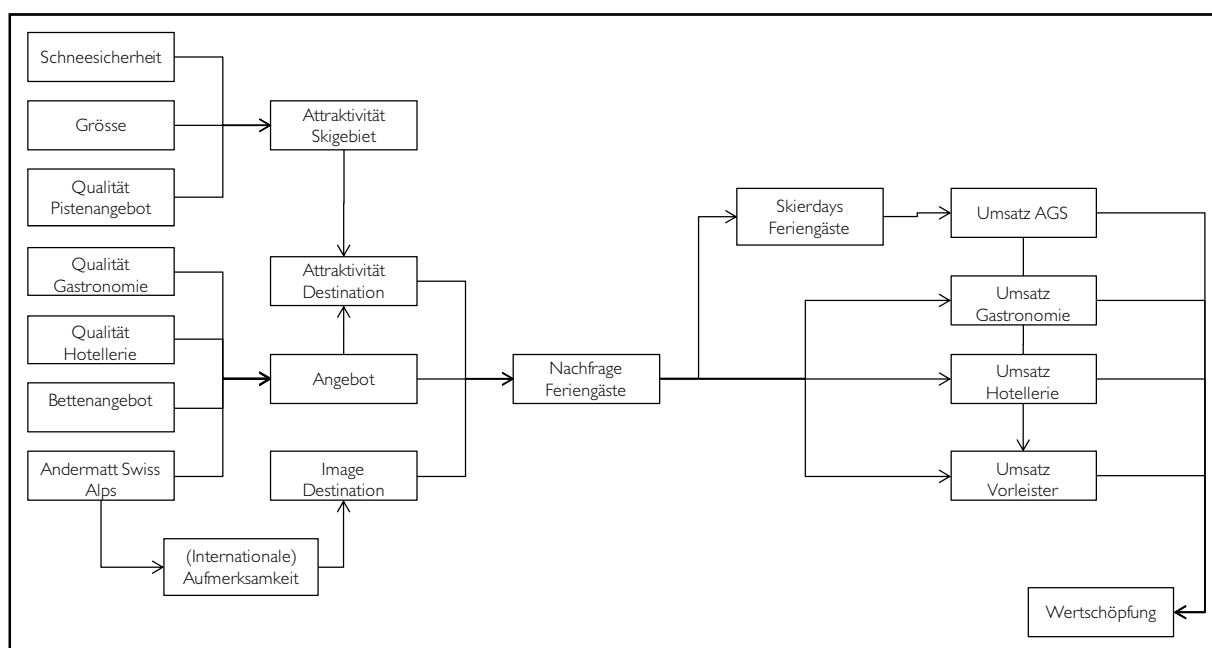 Schneesicherheit
Grösse
Qualität
Pistenangebot
Qualität
Gastronomie
Qualität
Hotellerie
Bettenangebot
Andermatt Swiss
Alps
(Internationale)
Aufmerksamkeit
Attraktivität
Skigebiet
Attraktivität
Destination
Angebot
Image
Destination
Nachfrage
Feriengäste
Skierdays
Feriengäste
Umsatz AGS
Umsatz
Gastronomie
Umsatz
Hotellerie
Umsatz
Vorleister
Wertschöpfung